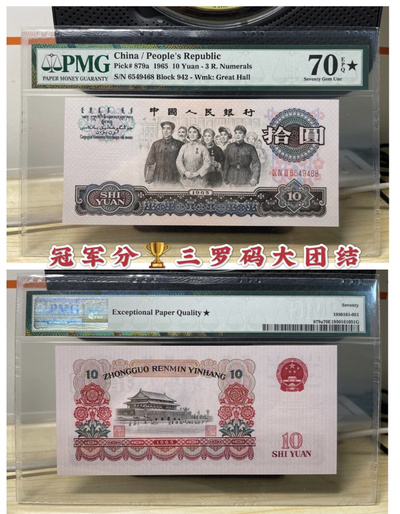 PMG
PAPER MONEY GUARANTY
China / People's Republic
Pick# 879a 1965 10 Yuan - 3 R. Numerals
S/N 6549468 Block 942 - Wmk: Great Hall
70 EPQ ★
Seventy Gem Unc
中國人民銀行
拾圓
6549468
SHI YUAN
1965
10
冠军分🏆三罗码大团结
PMG
Exceptional Paper Quality ★
Seventy
10
ZHONGGUO RENMIN YINHANG
10
1965
10
SHI YUAN